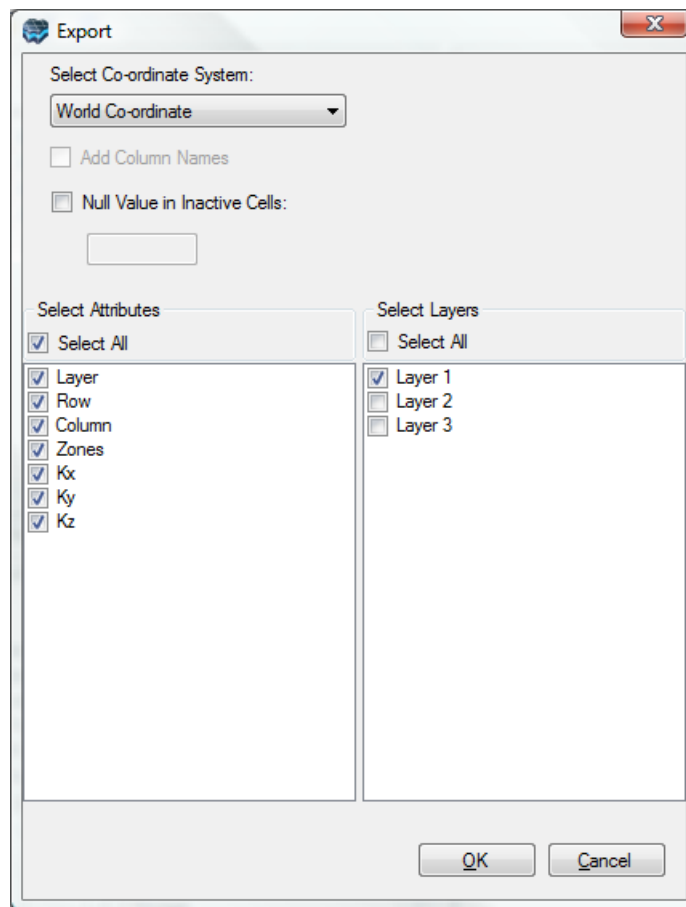 Export
Select Co-ordinate System:
World Co-ordinate
Add Column Names
Null Value in Inactive Cells:
Select Attributes
Select All
Layer
Row
Column
Zones
Kx
Ky
Kz
Select Layers
Select All
Layer 1
Layer 2
Layer 3
OK
Cancel